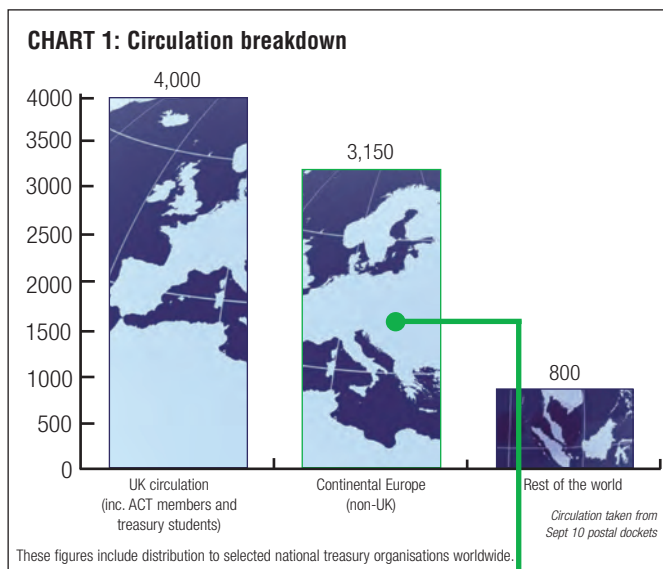 CHART 1: Circulation breakdown
4,000
3,150
800
4000
3500
3000
2500
2000
1500
1000
500
0
UK circulation
(inc. ACT members and
treasury students)
Continental Europe
(non-UK)
Rest of the world
Circulation taken from
Sept 10 postal dockets
These figures include distribution to selected national treasury organisations worldwide.